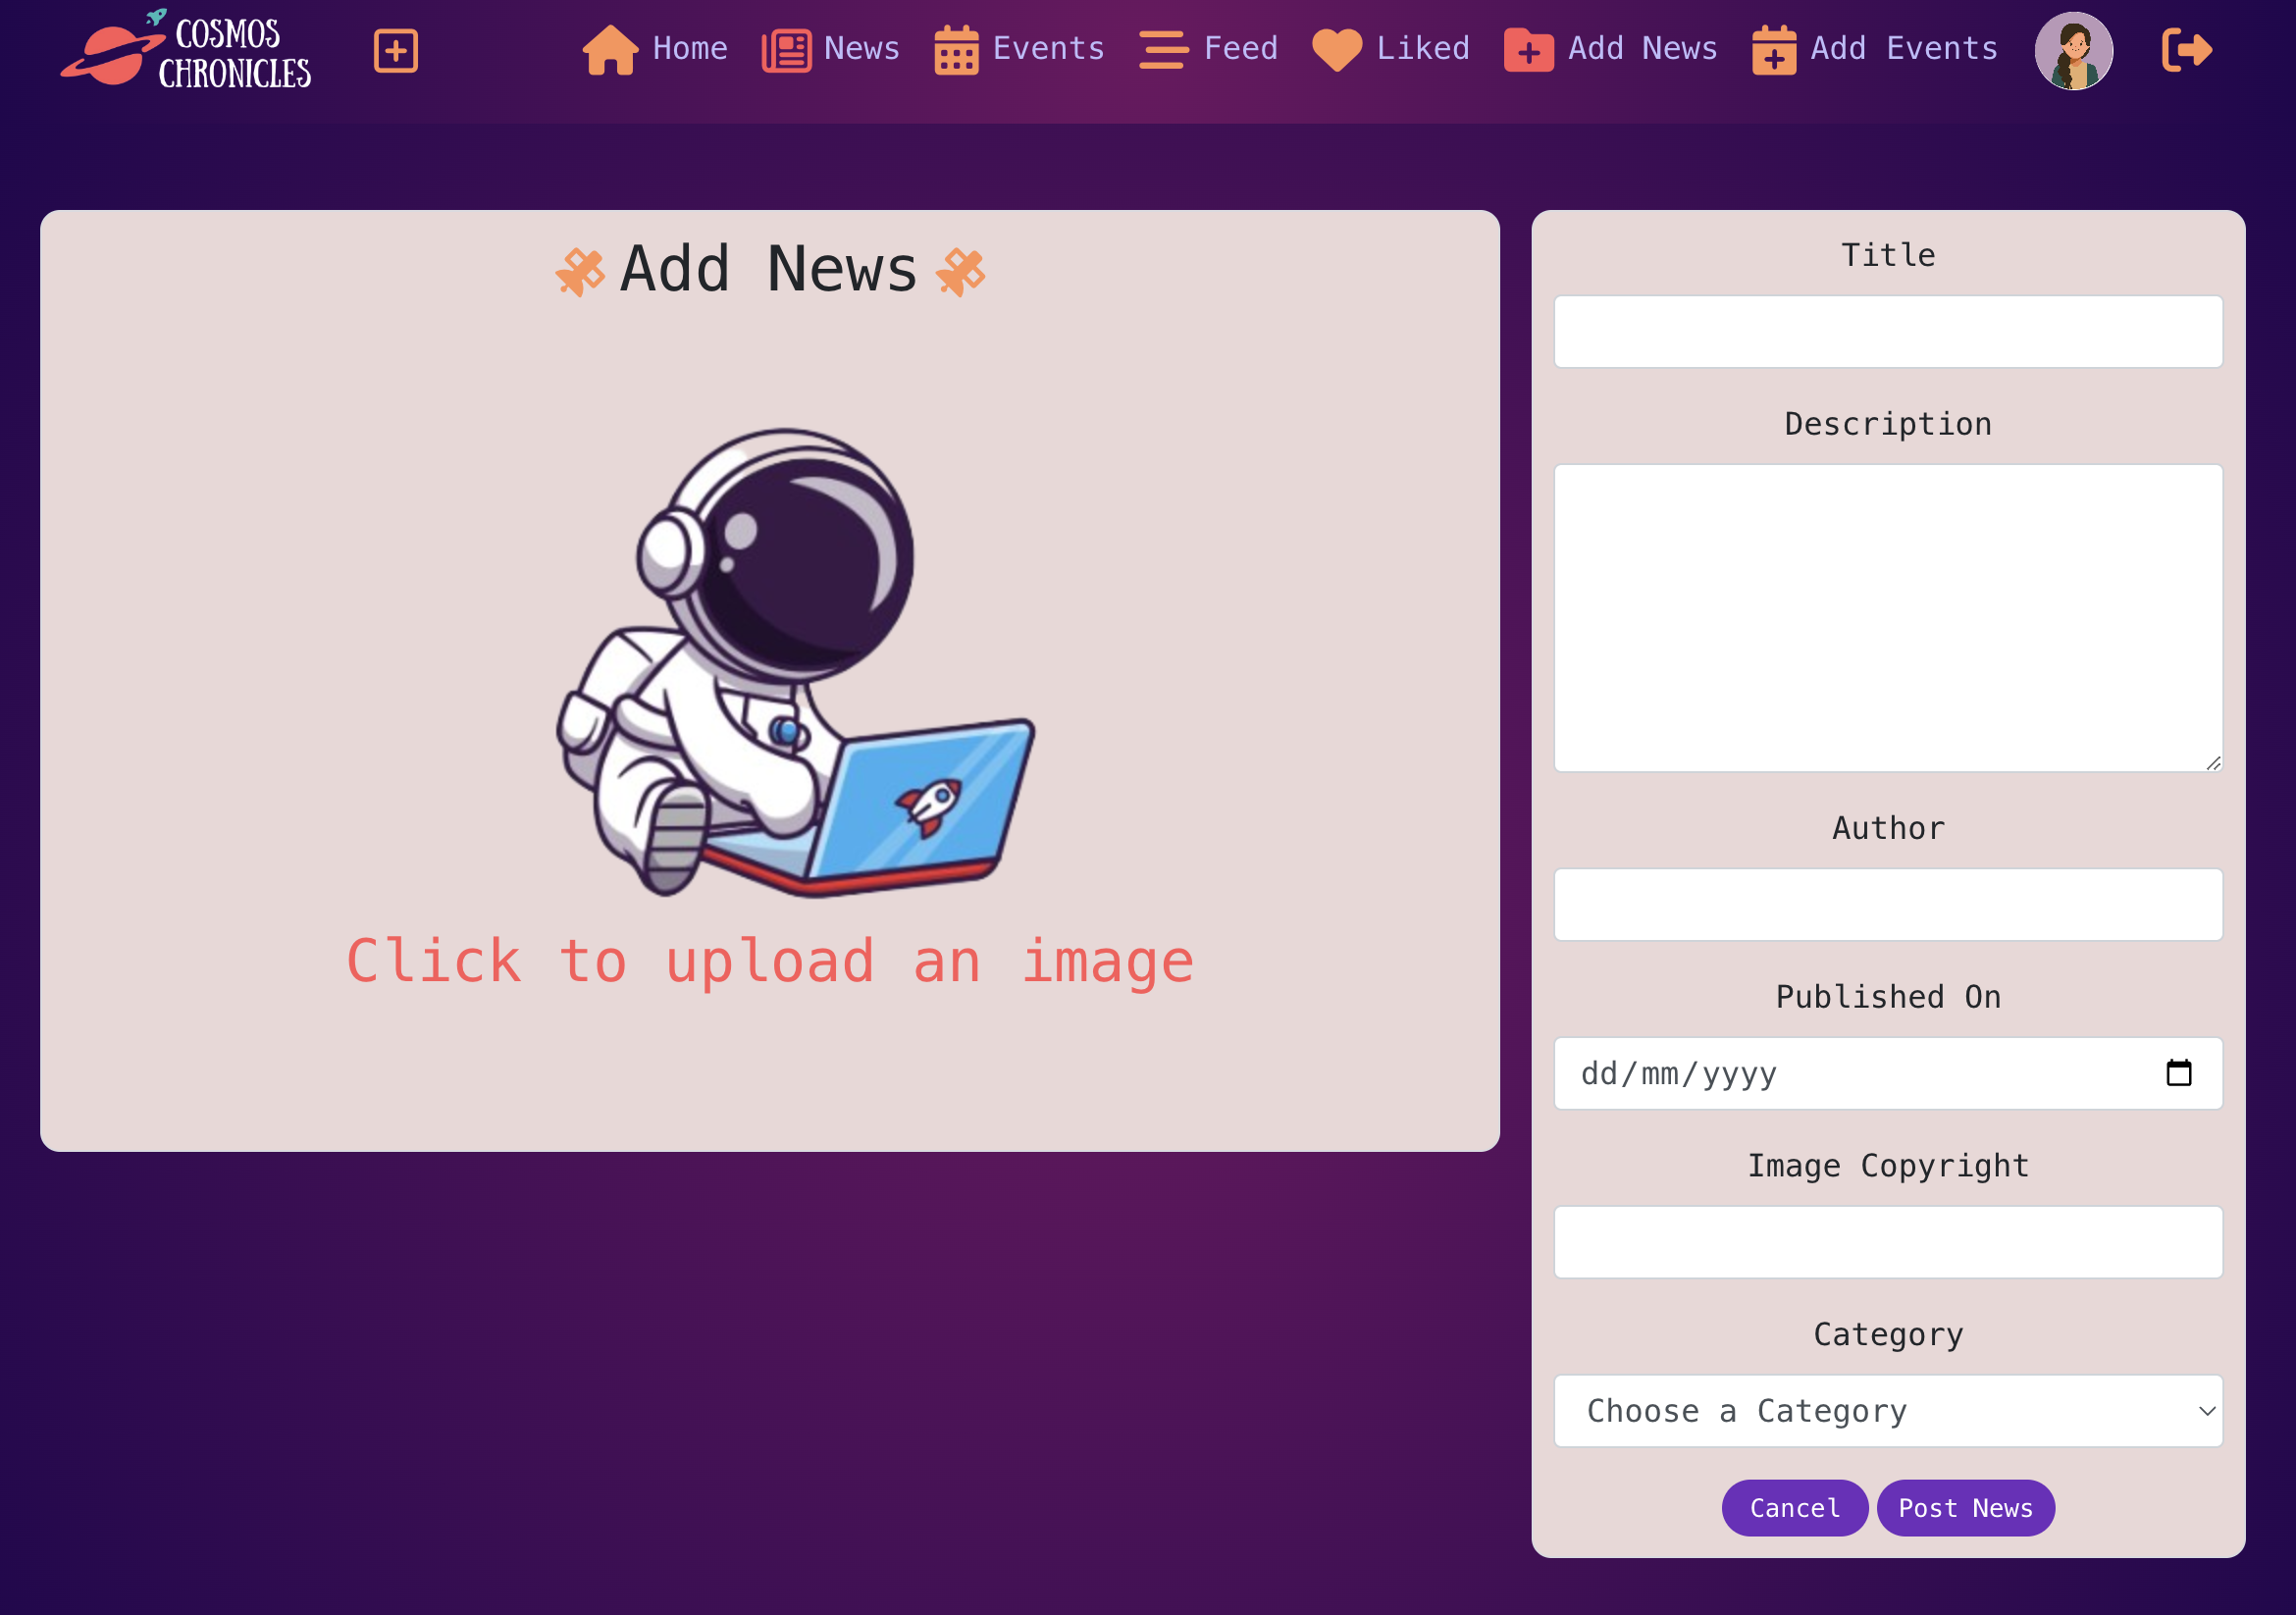 COSMOS
CHRONICLES
Home News Events Feed Liked Add News Add Events
Add News
Click to upload an image
Title
Description
Author
Published On
dd/mm/yyyy
Image Copyright
Category
Choose a Category
Cancel Post News